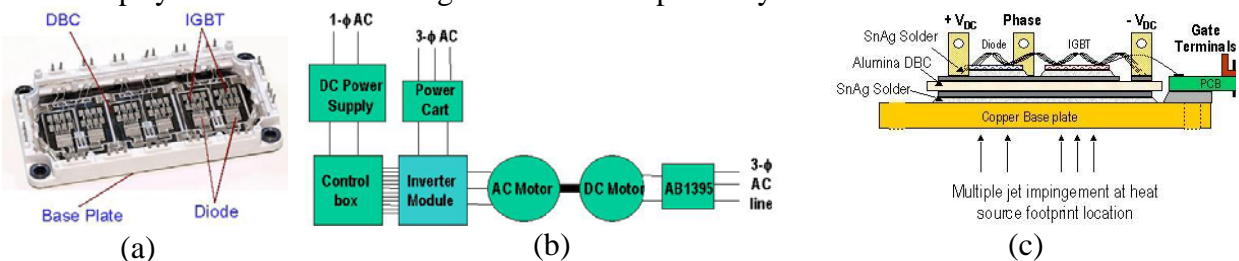 DBC
IGBT
Base Plate
Diode
(a)
1-ϕ AC
3-ϕ AC
DC Power
Supply
Power
Cart
Control
box
Inverter
Module
AC Motor
DC Motor
AB1395
3-ϕ
AC
line
(b)
+ VDC
Phase
- VDC
SnAg Solder
Diode
IGBT
Gate
Terminals
Alumina DBC
PCB
SnAg Solder
Copper Base plate
Multiple jet impingement at heat
source footprint location
(c)